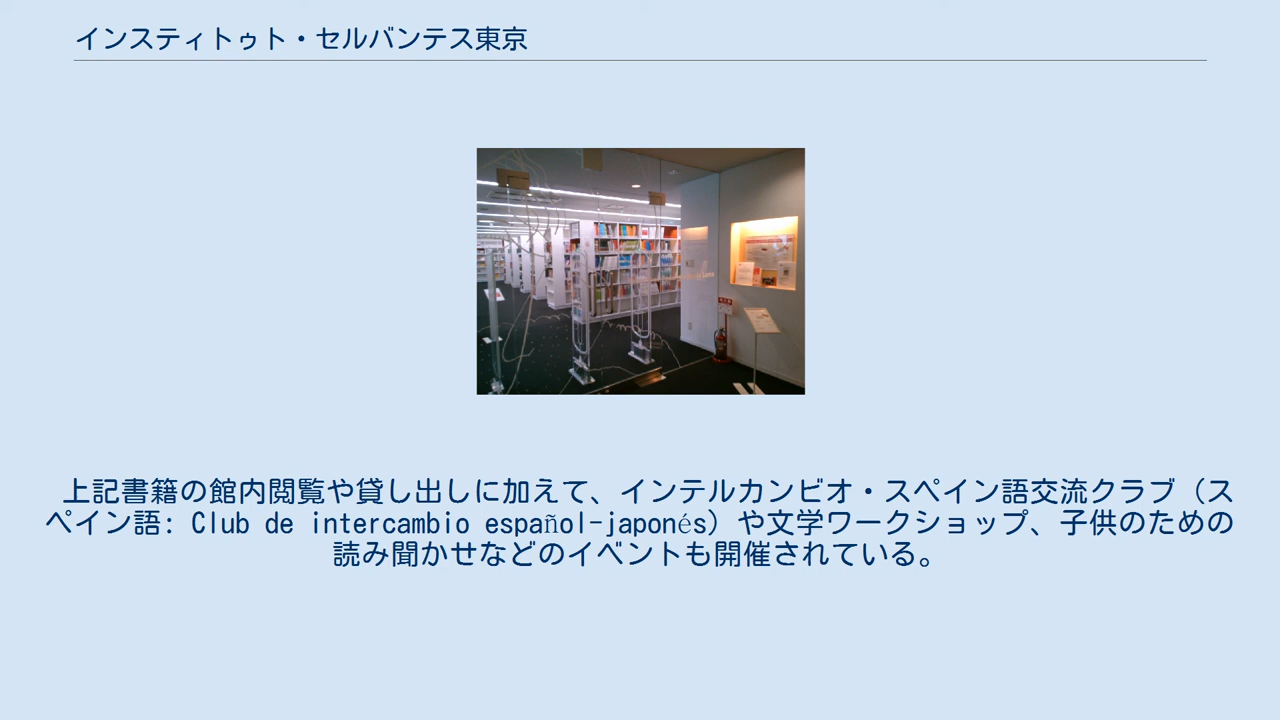 インスティトゥト・セルバンテス東京
上記書籍の館内閲覧や貸し出しに加えて、インテルカンビオ・スペイン語交流クラブ（ス
ペイン語: Club de intercambio español-japonés）や文学ワークショップ、子供のための
読み聞かせなどのイベントも開催されている。